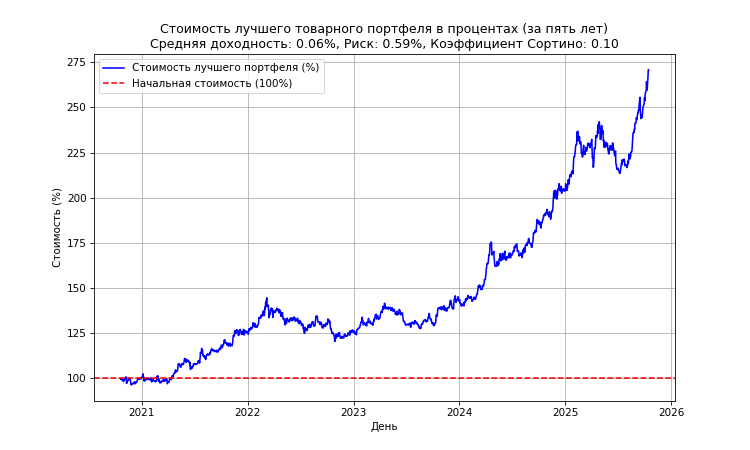 Стоимость лучшего товарного портфеля в процентах (за пять лет)
Средняя доходность: 0.06%, Риск: 0.59%, Коэффициент Сортино: 0.10
Стоимость лучшего портфеля (%)
Начальная стоимость (100%)
Стоимость (%)
275
250
225
200
175
150
125
100
2021
2022
2023
2024
2025
2026
День